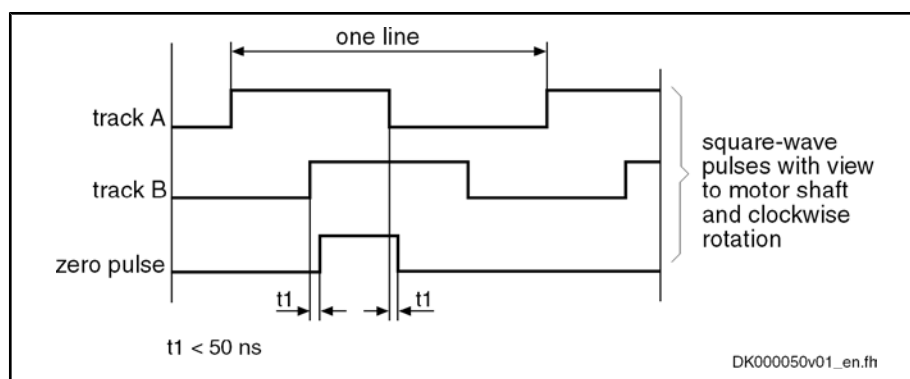 one line
track A
track B
zero pulse
t1
t1
t1 < 50 ns
square-wave
pulses with view
to motor shaft
and clockwise
rotation
DK000050v01_en.fh